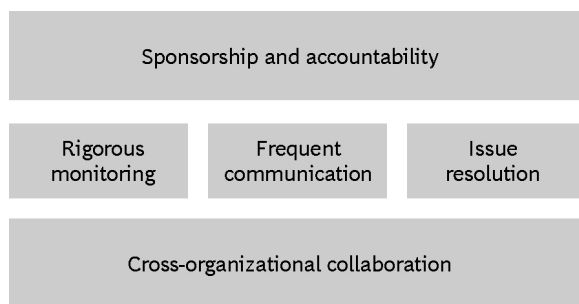 Sponsorship and accountability
Rigorous
monitoring
Frequent
communication
Issue
resolution
Cross-organizational collaboration